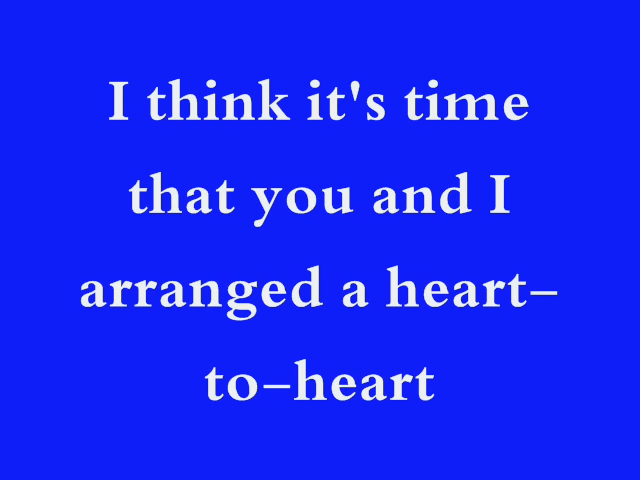 I think it's time
that you and I
arranged a heart–
to–heart